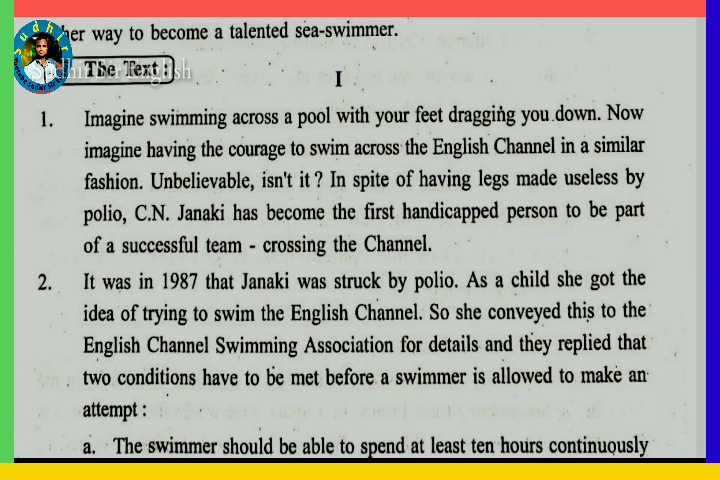 her way to become a talented sea-swimmer.
Sudhir
Sudhir Sir English
The Text:
I
1. Imagine swimming across a pool with your feet dragging you down. Now
imagine having the courage to swim across the English Channel in a similar
fashion. Unbelievable, isn't it? In spite of having legs made useless by
polio, C.N. Janaki has become the first handicapped person to be part
of a successful team - crossing the Channel.
2. It was in 1987 that Janaki was struck by polio. As a child she got the
idea of trying to swim the English Channel. So she conveyed this to the
English Channel Swimming Association for details and they replied that
two conditions have to be met before a swimmer is allowed to make an
attempt :
a. The swimmer should be able to spend at least ten hours continuously